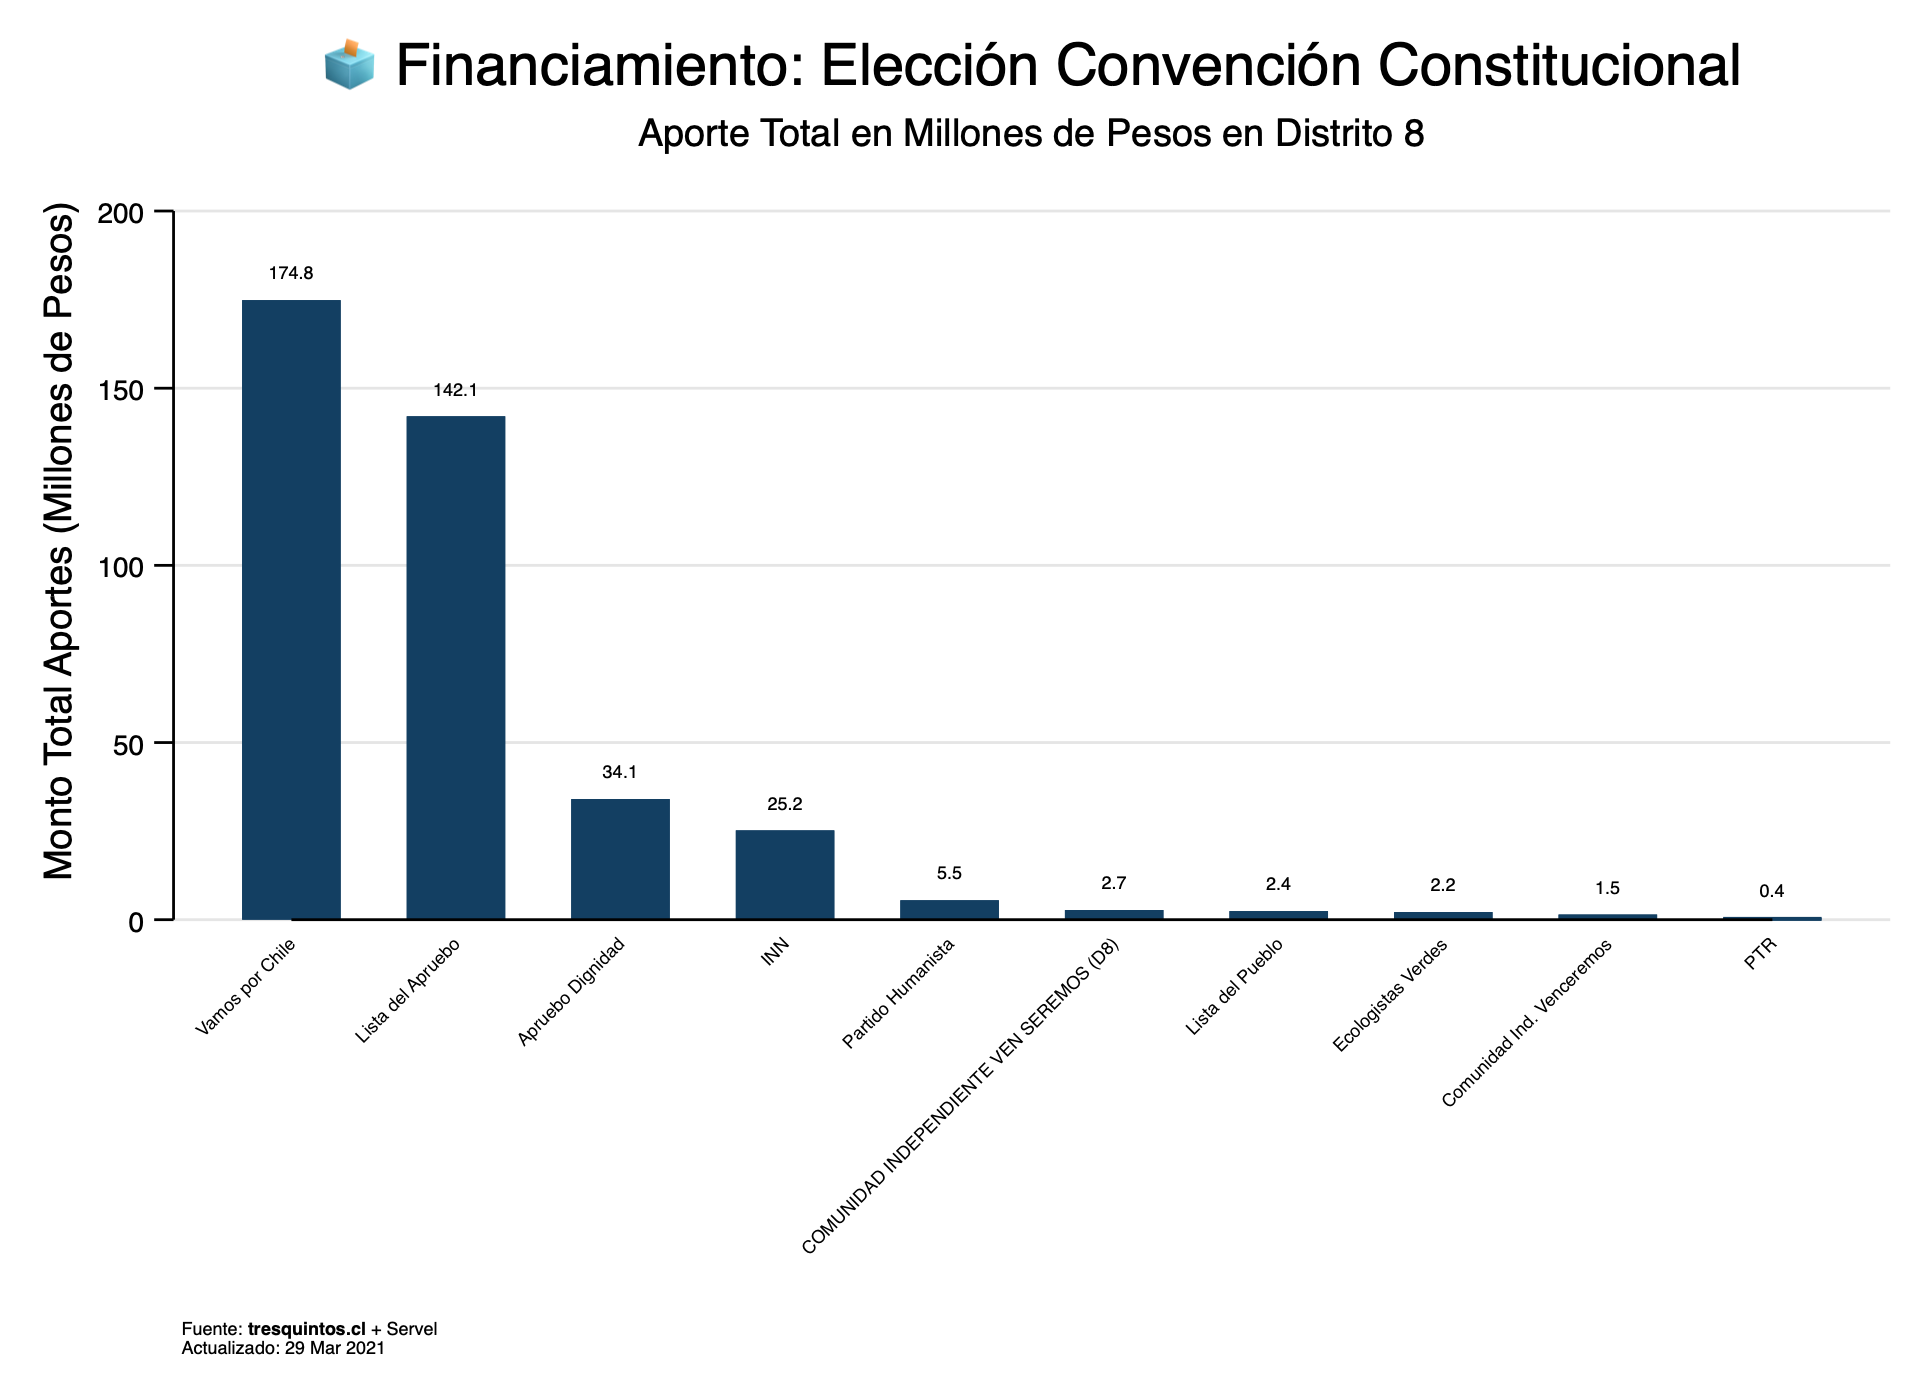 Financiamiento: Elección Convención Constitucional
Aporte Total en Millones de Pesos en Distrito 8
Monto Total Aportes (Millones de Pesos)
200
150
100
50
0
174.8
142.1
34.1
25.2
5.5
2.7
2.4
2.2
1.5
0.4
Vamos por Chile
Lista del Apruebo
Apruebo Dignidad
INN
Partido Humanista
COMUNIDAD INDEPENDIENTE VEN SEREMOS (D8)
Lista del Pueblo
Ecologistas Verdes
Comunidad Ind. Venceremos
PTR
Fuente: tresquintos.cl + Servel
Actualizado: 29 Mar 2021